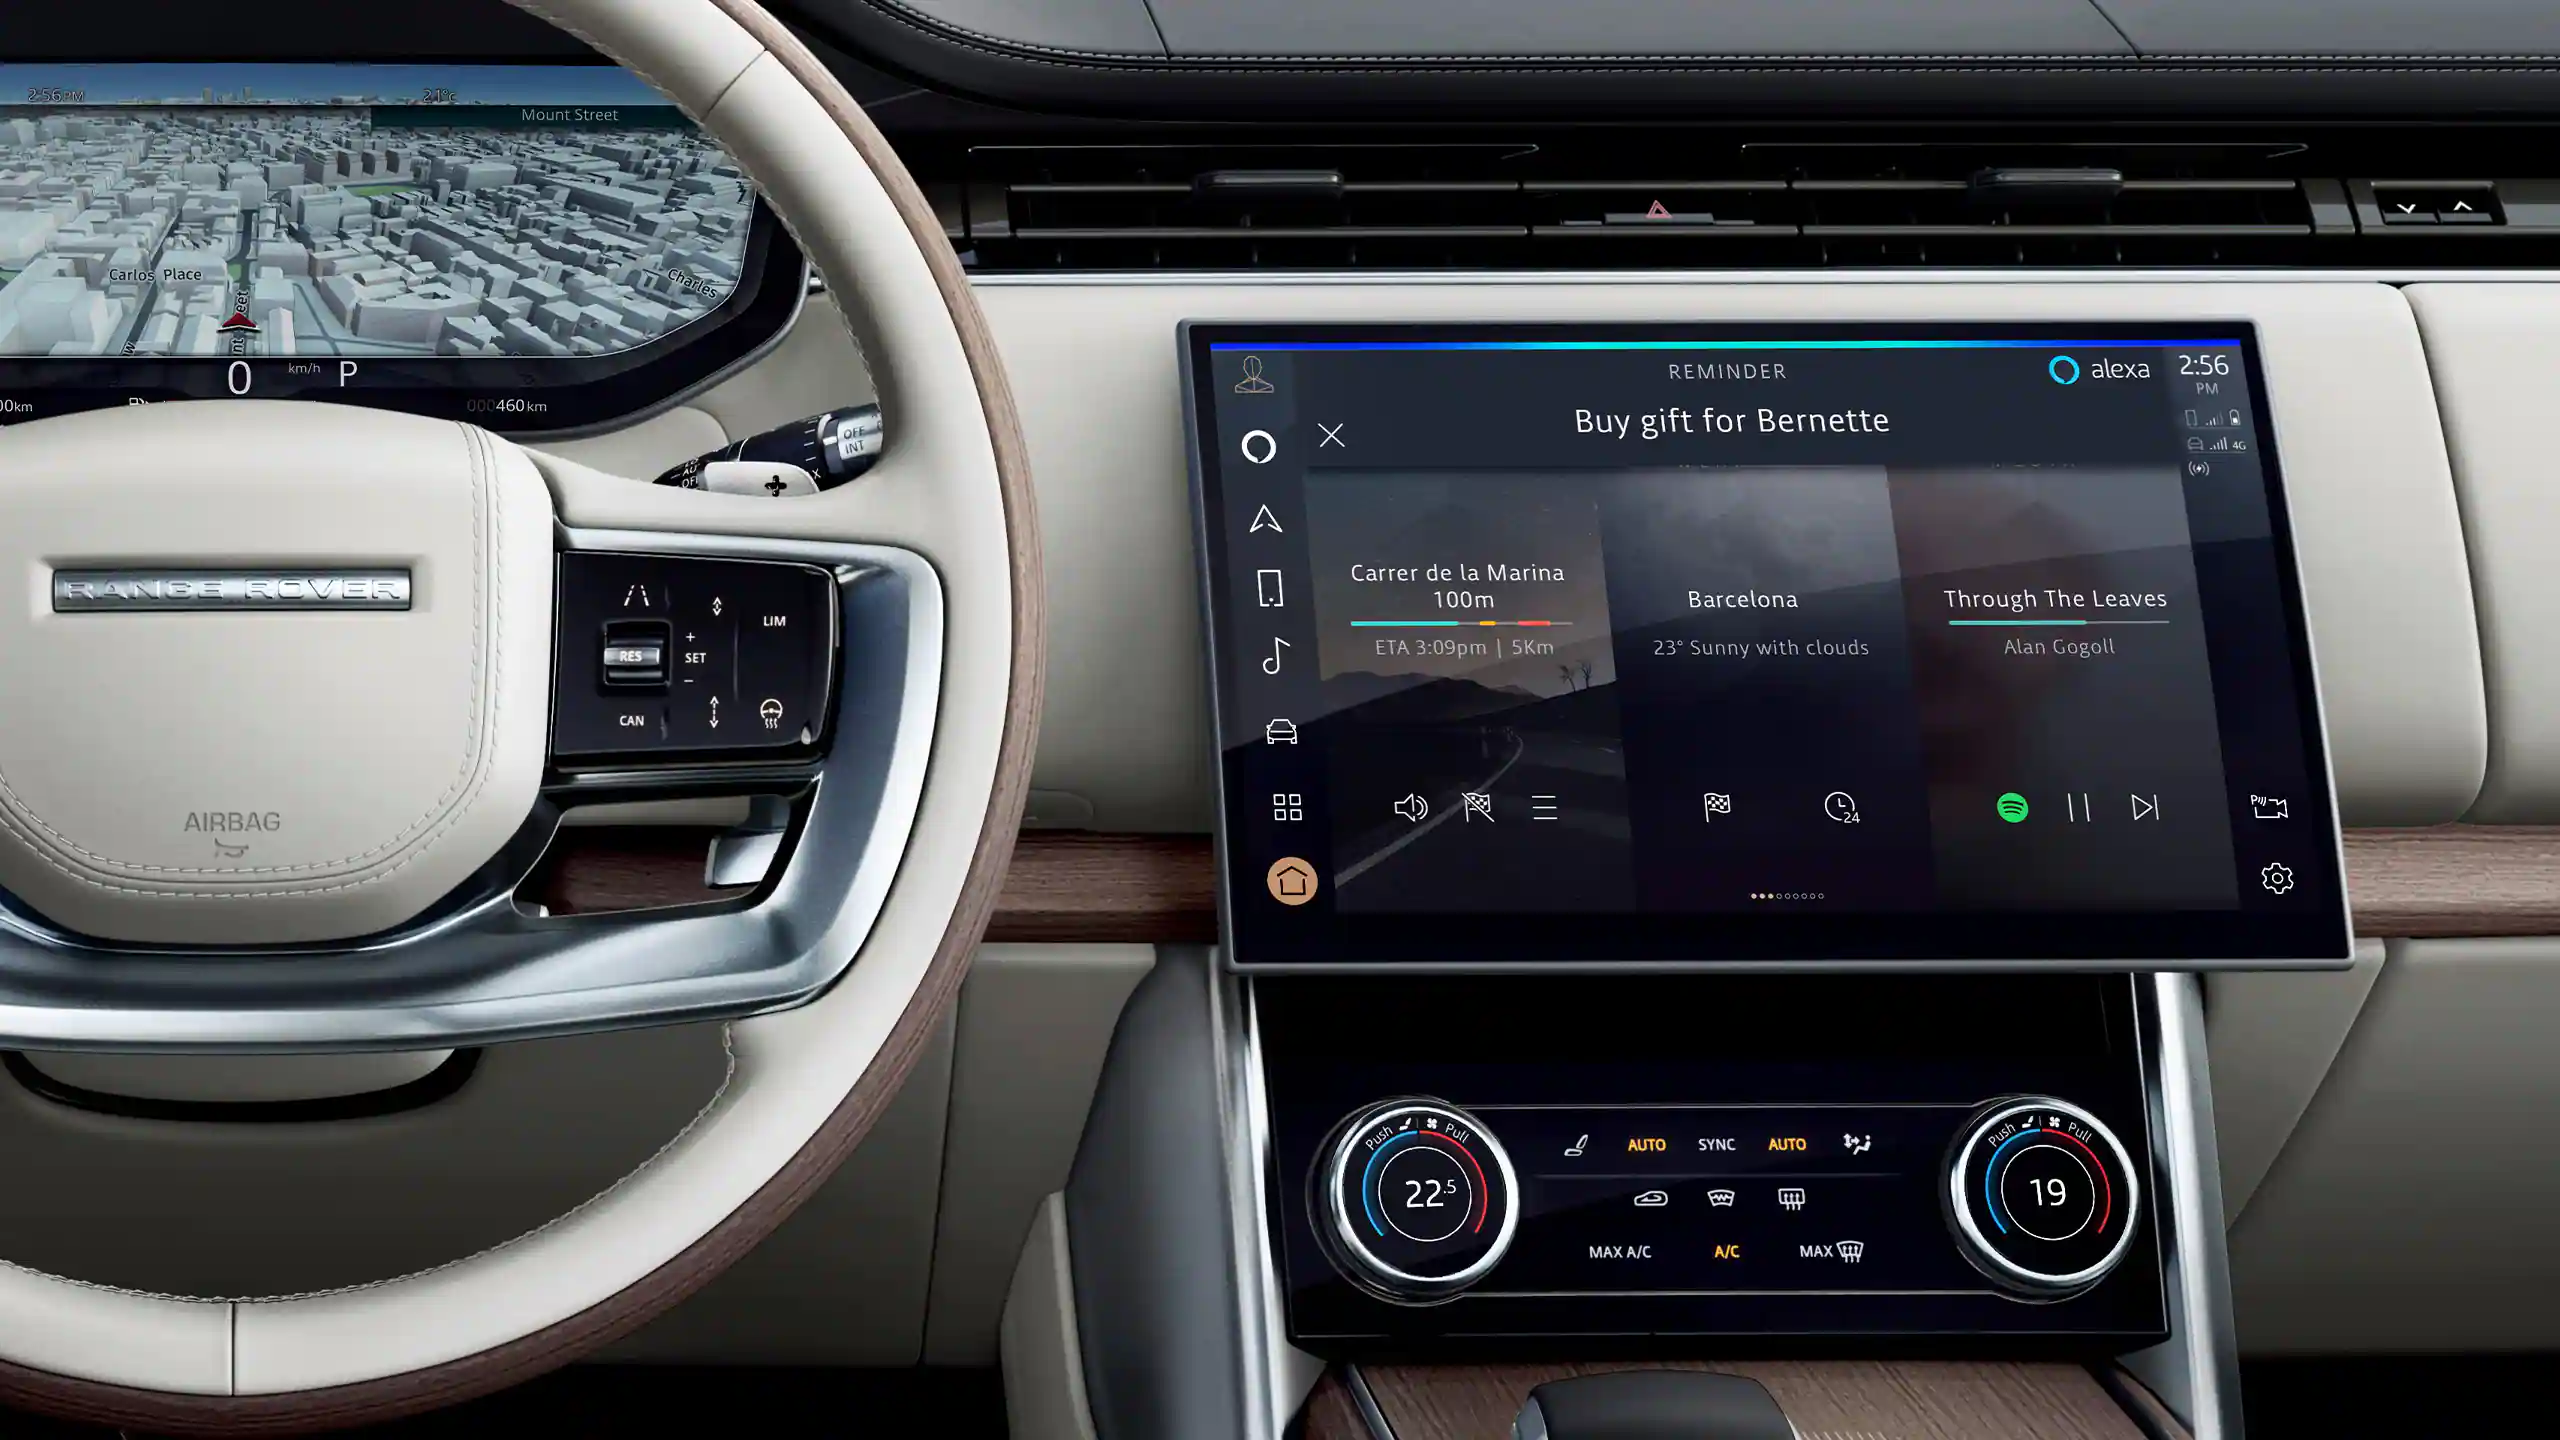 2:56 PM
21°c
Mount Street
Carlos Place
Charles
0 km/h P
000460 km
OFF
INT
RANGE ROVER
AIRBAG
LIM
+
RES SET
-
CAN
REMINDER
alexa
2:56
PM
4G
Buy gift for Bernette
Carrer de la Marina
100m
ETA 3:09pm | 5Km
Barcelona
23° Sunny with clouds
Through The Leaves
Alan Gogoll
24
Push Pull
22.5
AUTO SYNC AUTO
MAX A/C A/C MAX
Push Pull
19